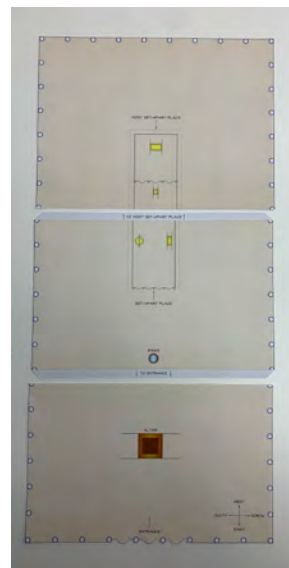 MOST SET-APART PLACE
TO MOST SET-APART PLACE
SET-APART PLACE
TO ENTRANCE
ALTAR
ENTRANCE
WEST
SOUTH
NORTH
EAST